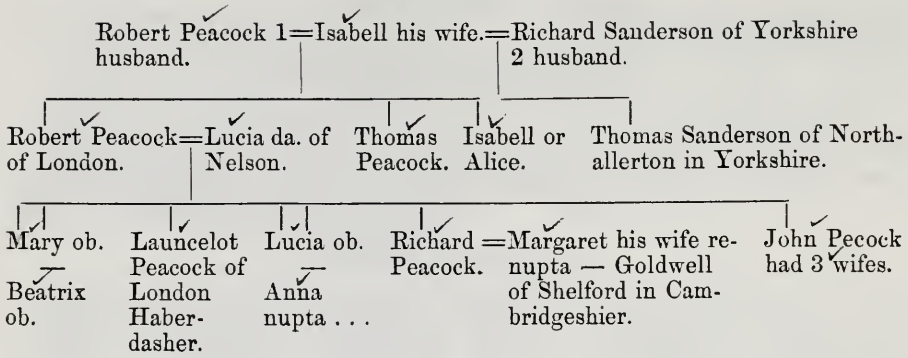 Robert Peacock 1=Isabell his wife.=Richard Sanderson of Yorkshire
husband. 2 husband.
Robert Peacock=Lucia da. of Thomas Isabell or Thomas Sanderson of North-
of London. Nelson. Peacock. Alice. allerton in Yorkshire.
Mary ob. Launcelot Lucia ob. Richard =Margaret his wife re- John Pecock
Peacock of Peacock. nupta — Goldwell had 3 wifes.
Beatrix London Anna of Shelford in Cam-
ob. Haber- nupta . . . bridgeshier.
dasher.